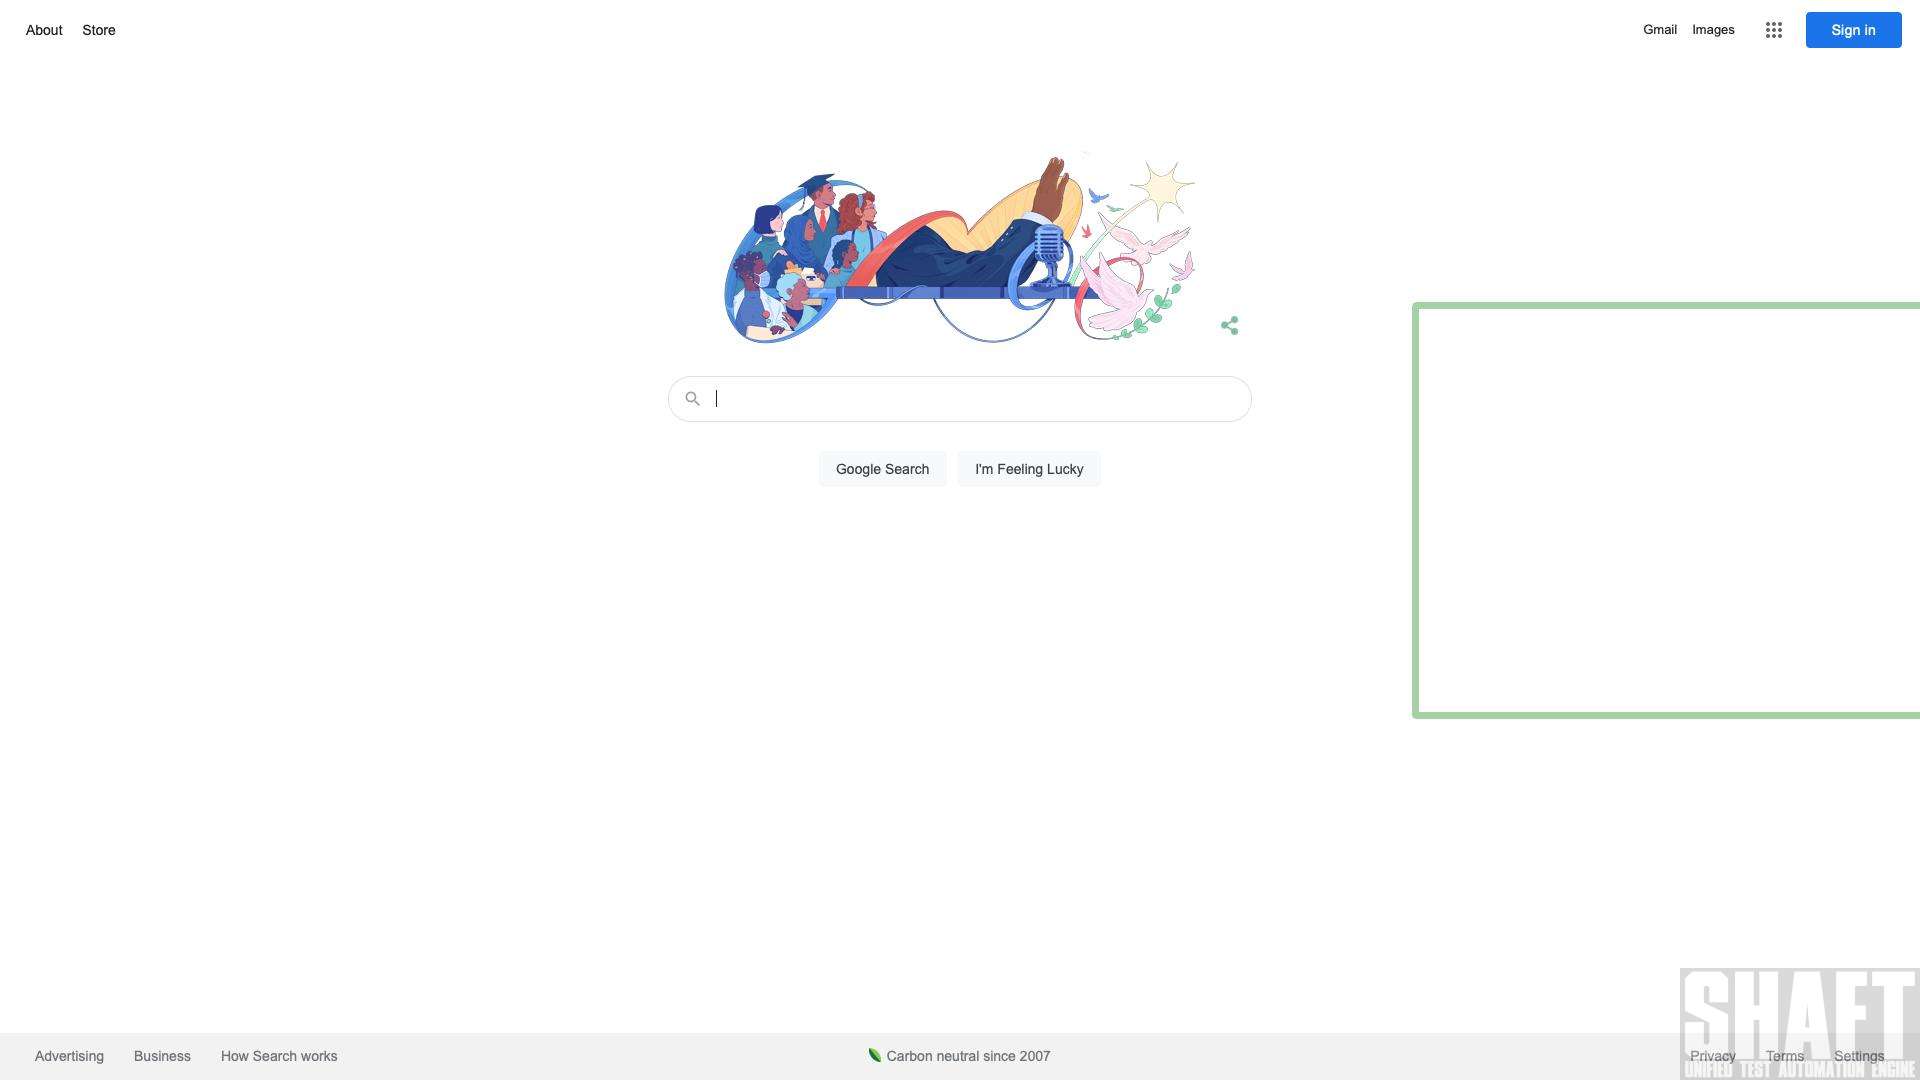 About Store
Gmail Images Sign in
Google Search I'm Feeling Lucky
SHAFT
Advertising Business How Search works Carbon neutral since 2007 Privacy Terms Settings
UNIFIED TEST AUTOMATION ENGINE